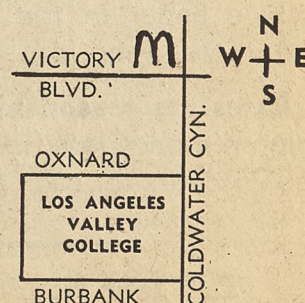 N
W E
S
VICTORY M
BLVD.
COLDWATER CYN.
OXNARD
LOS ANGELES
VALLEY
COLLEGE
BURBANK